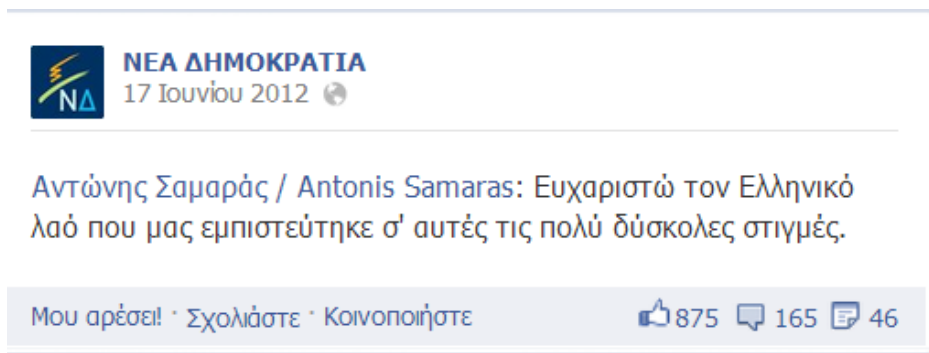 ΝΕΑ ΔΗΜΟΚΡΑΤΙΑ
17 Ιουνίου 2012
ΝΔ
Αντώνης Σαμαράς / Antonis Samaras: Ευχαριστώ τον Ελληνικό
λαό που μας εμπιστεύτηκε σ' αυτές τις πολύ δύσκολες στιγμές.
Μου αρέσει! · Σχολιάστε · Κοινοποιήστε 875 165 46